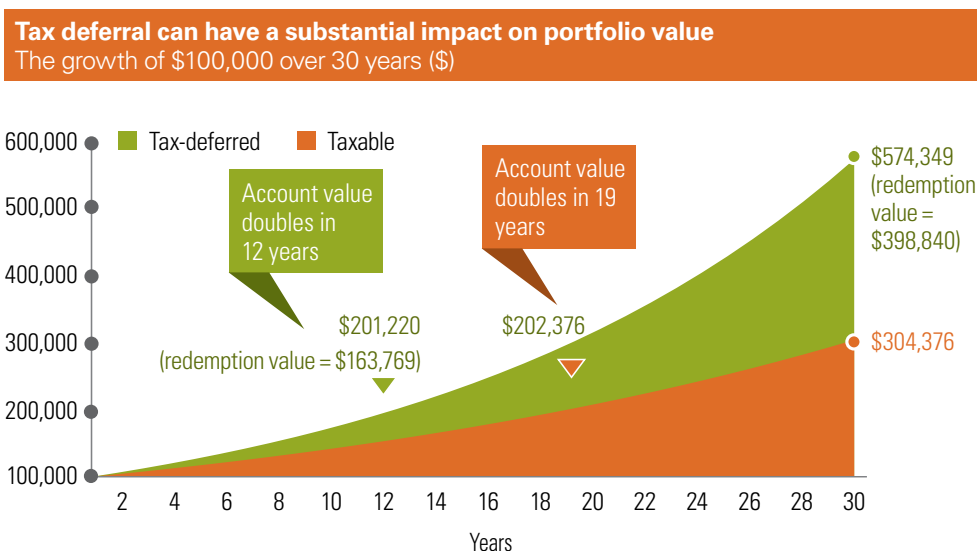 Tax deferral can have a substantial impact on portfolio value
The growth of $100,000 over 30 years ($)
600,000
500,000
400,000
300,000
200,000
100,000
Tax-deferred
Taxable
Account value
doubles in
12 years
Account value
doubles in 19
years
$201,220
(redemption value = $163,769)
$202,376
$574,349
(redemption
value =
$398,840)
$304,376
2 4 6 8 10 12 14 16 18 20 22 24 26 28 30
Years